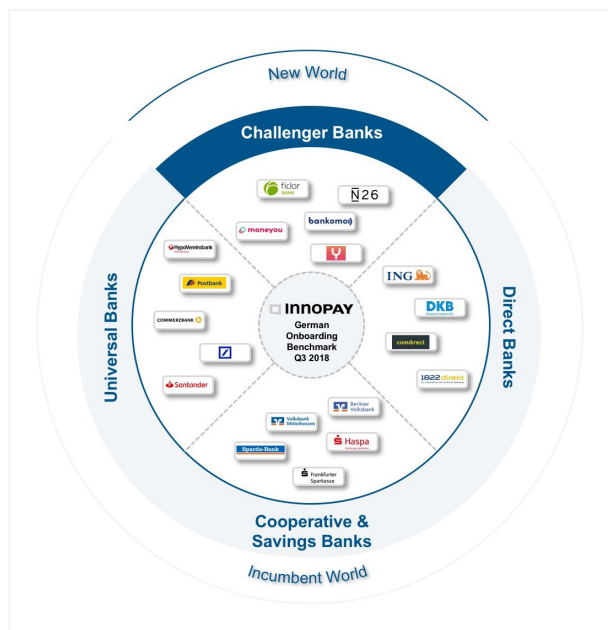 New World
Challenger Banks
fidor
BANK
N26
moneyou
bankomo
HypoVereinsbank
Postbank
COMMERZBANK
Santander
Universal Banks
INNOPAY
German
Onboarding
Benchmark
Q3 2018
ING
DKB
comdirect
1822direkt
Direct Banks
Berliner
Volksbank
Volksbank
Mittelhessen
Haspa
Sparda-Bank
Frankfurter
Sparkasse
Cooperative &
Savings Banks
Incumbent World